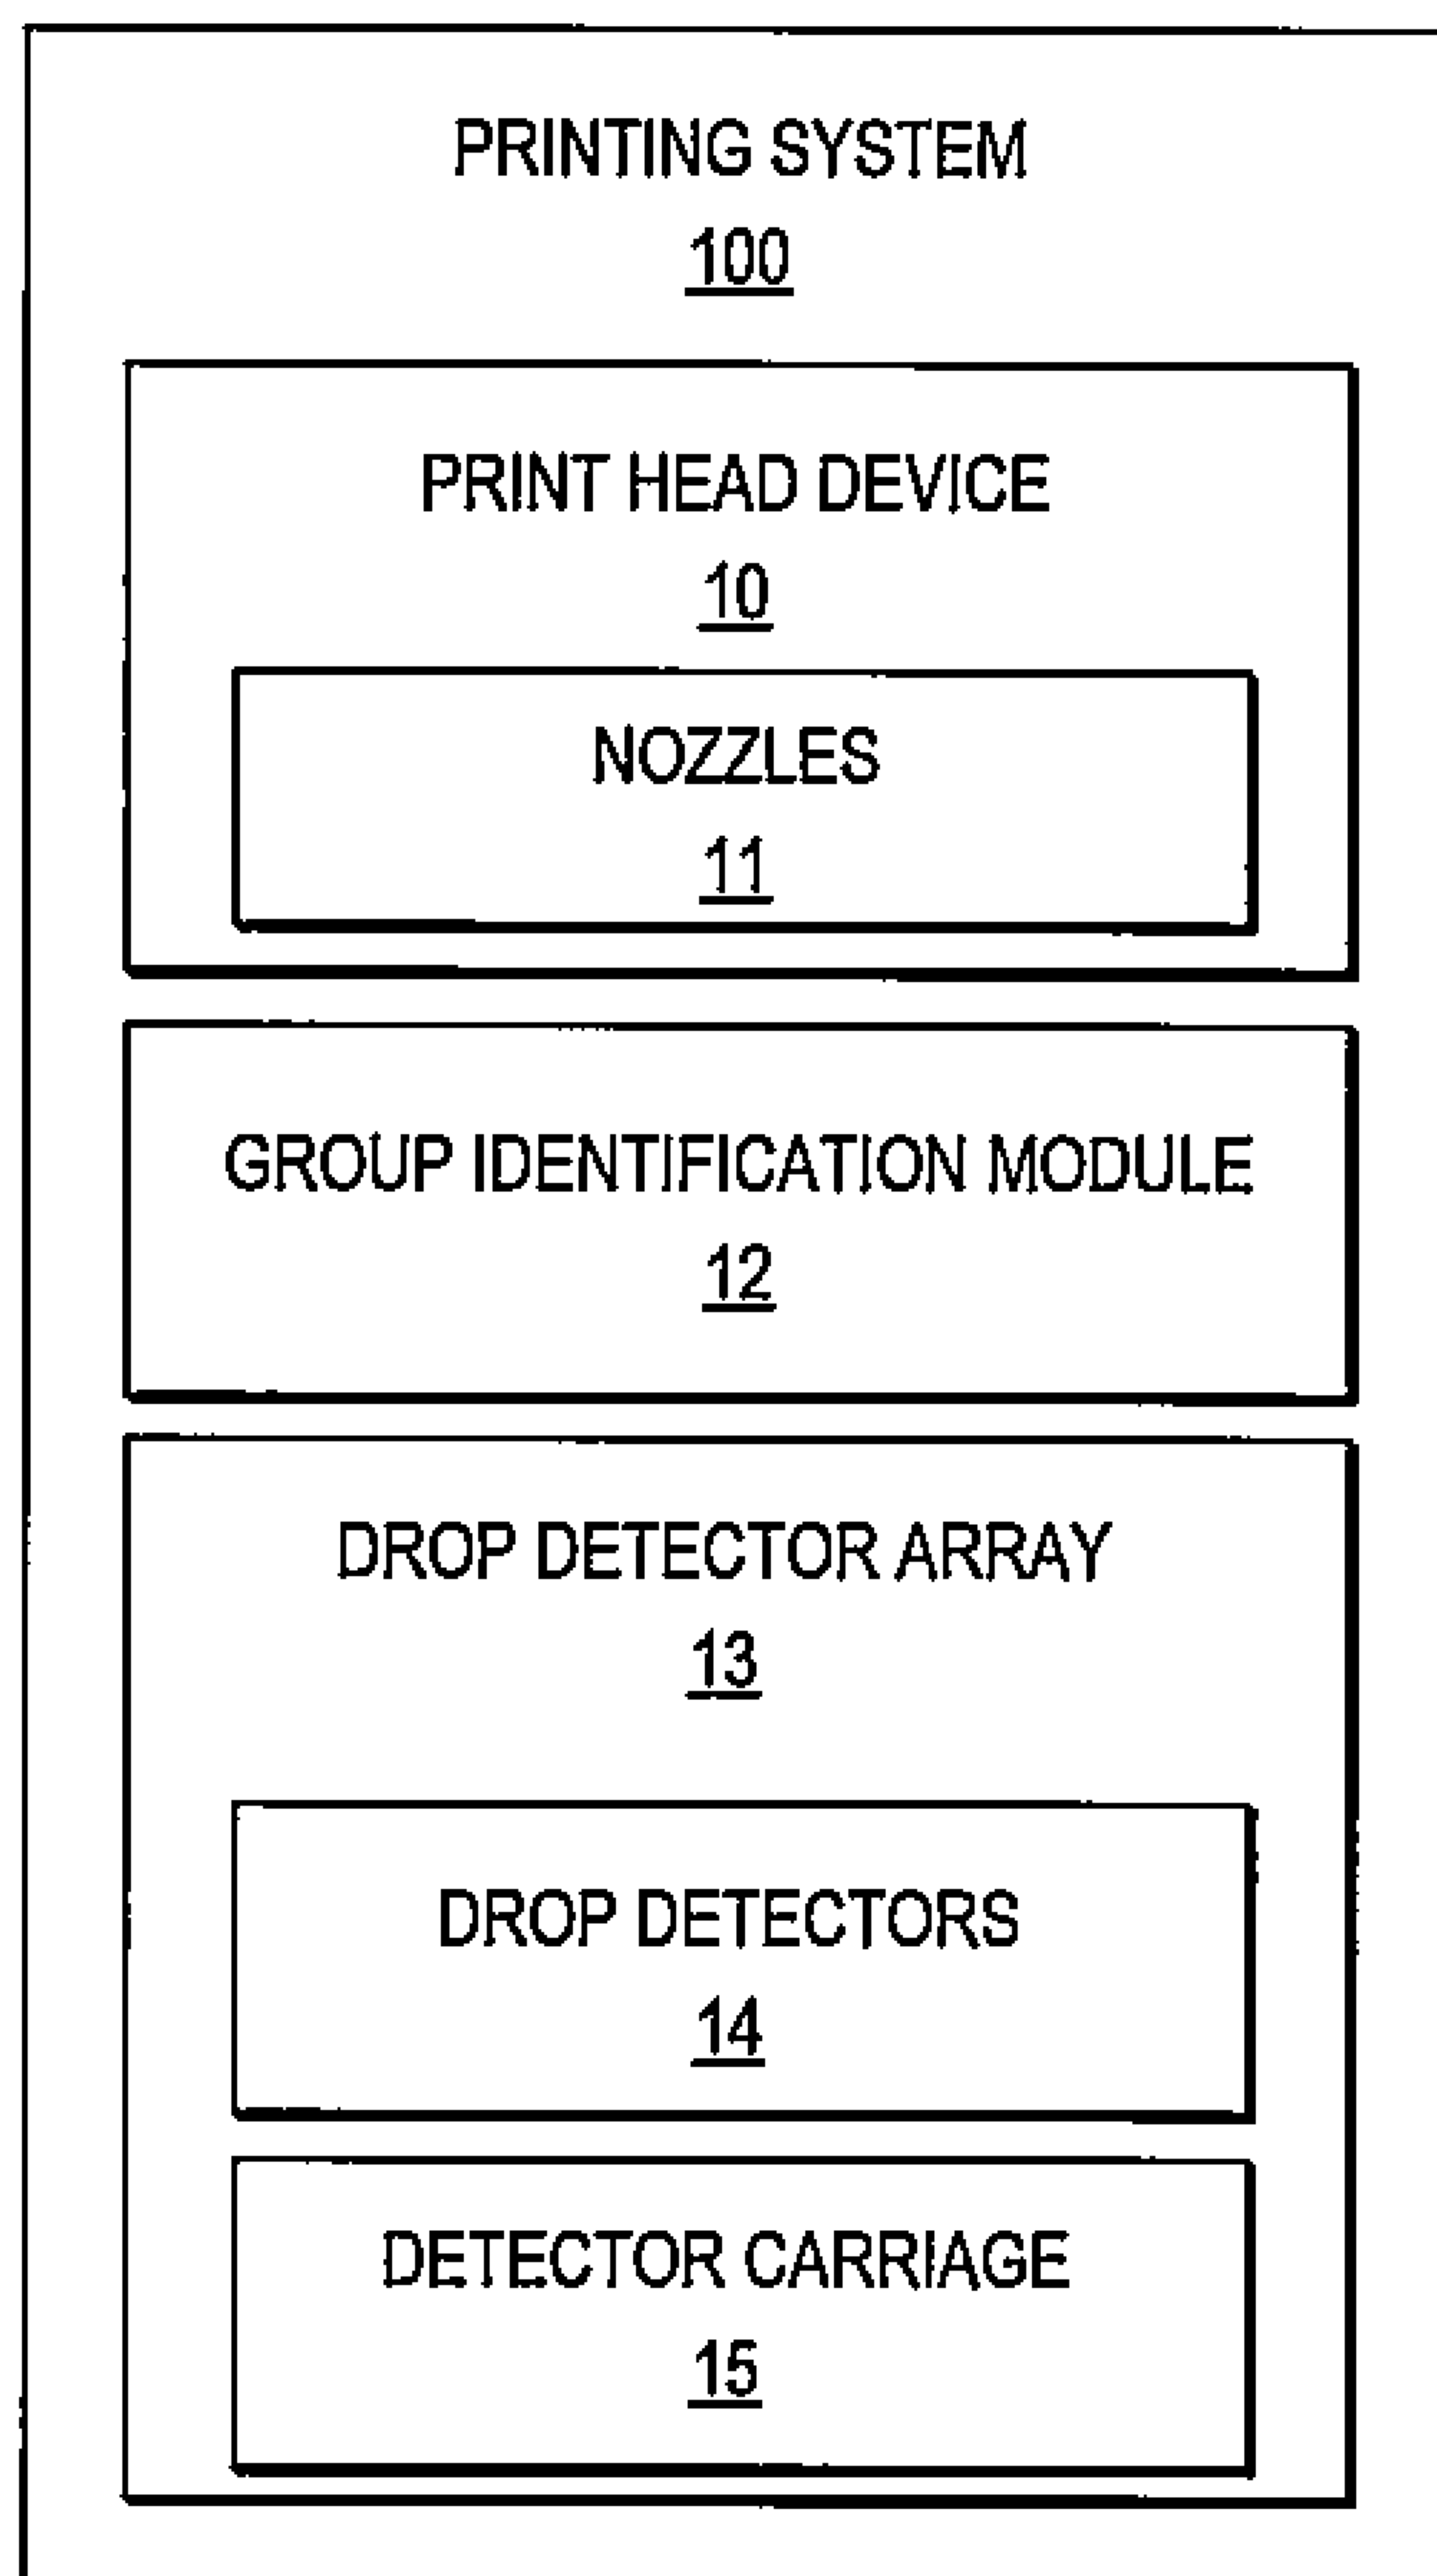 PRINTING SYSTEM
100
PRINT HEAD DEVICE
10
NOZZLES
11
GROUP IDENTIFICATION MODULE
12
DROP DETECTOR ARRAY
13
DROP DETECTORS
14
DETECTOR CARRIAGE
15